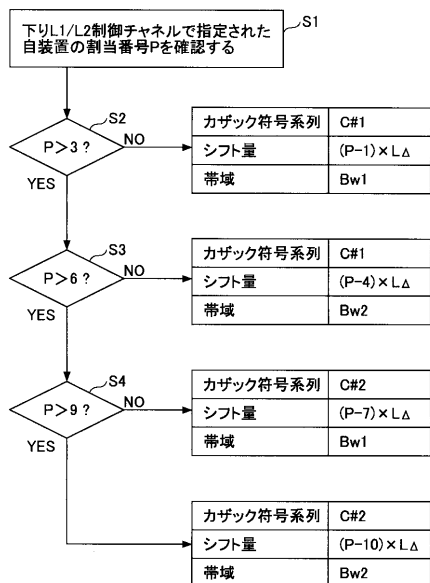 下りL1/L2制御チャネルで指定された
自装置の割当番号Pを確認する
S1
S2
P>3?
NO
YES
カザック符号系列 C#1
シフト量 (P-1)×LΔ
帯域 Bw1
S3
P>6?
NO
YES
カザック符号系列 C#1
シフト量 (P-4)×LΔ
帯域 Bw2
S4
P>9?
NO
YES
カザック符号系列 C#2
シフト量 (P-7)×LΔ
帯域 Bw1
カザック符号系列 C#2
シフト量 (P-10)×LΔ
帯域 Bw2